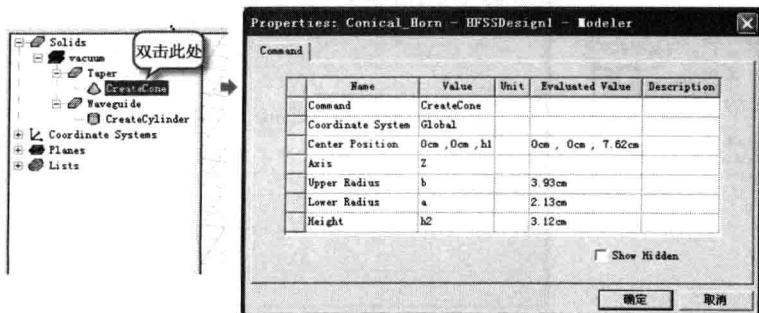 Solids
vacuum
Taper
CreateCone
Waveguide
CreateCylinder
Coordinate Systems
Planes
Lists
双击此处
Properties: Conical_Horn - HFSSDesign1 - Modeler
Command
Name Value Unit Evaluated Value Description
Command CreateCone
Coordinate System Global
Center Position 0cm ,0cm ,h1 0cm , 0cm , 7.62cm
Axis Z
Upper Radius b 3.93cm
Lower Radius a 2.13cm
Height h2 3.12cm
Show Hidden
确定 取消